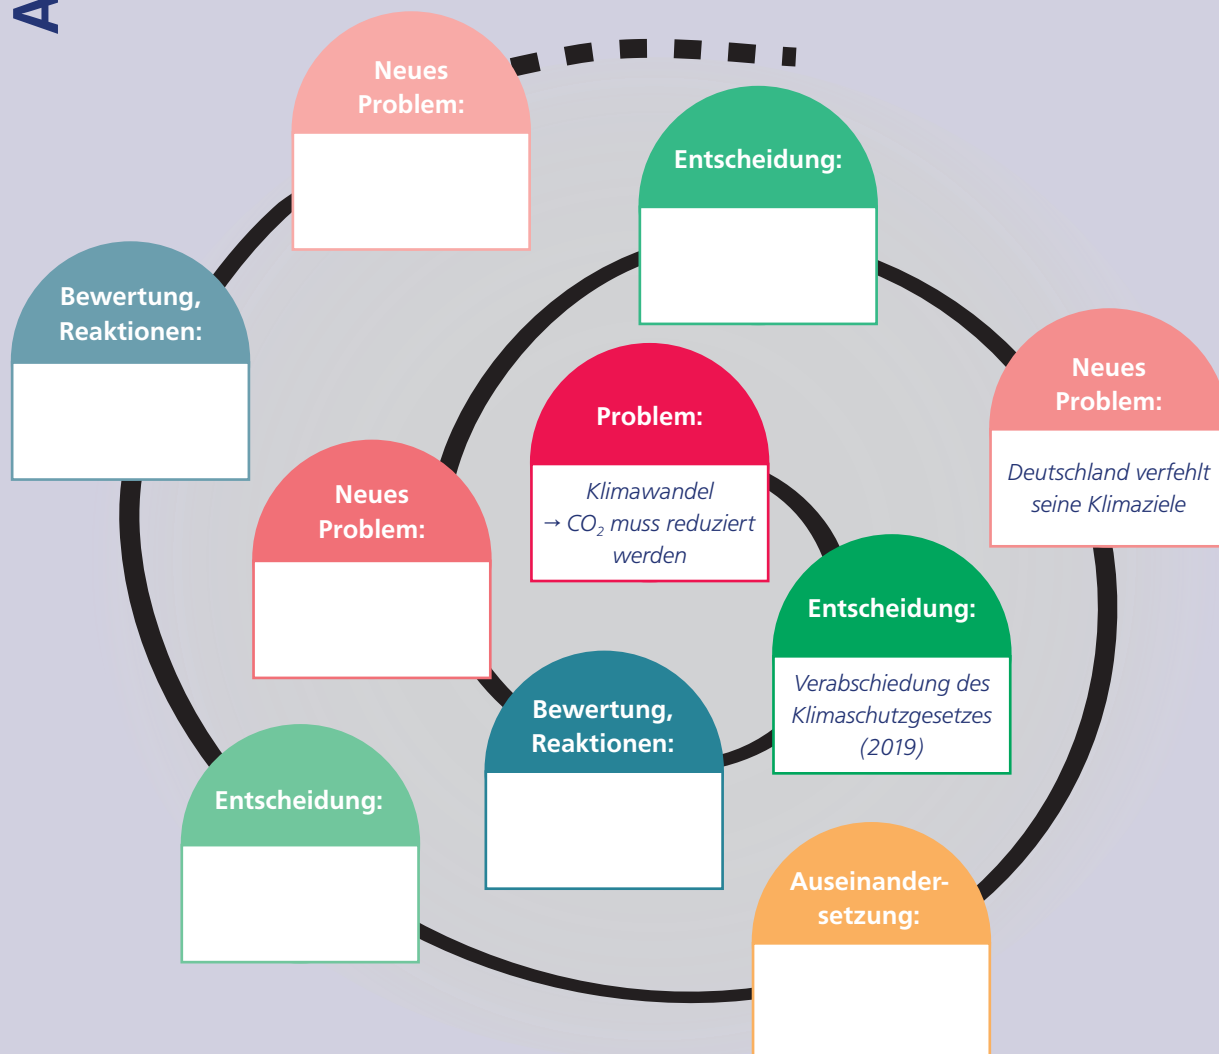 A
Neues
Problem:
Entscheidung:
Bewertung,
Reaktionen:
Neues
Problem:
Deutschland verfehlt
seine Klimaziele
Problem:
Klimawandel
→ CO₂ muss reduziert
werden
Neues
Problem:
Entscheidung:
Verabschiedung des
Klimaschutzgesetzes
(2019)
Bewertung,
Reaktionen:
Entscheidung:
Auseinander-
setzung: